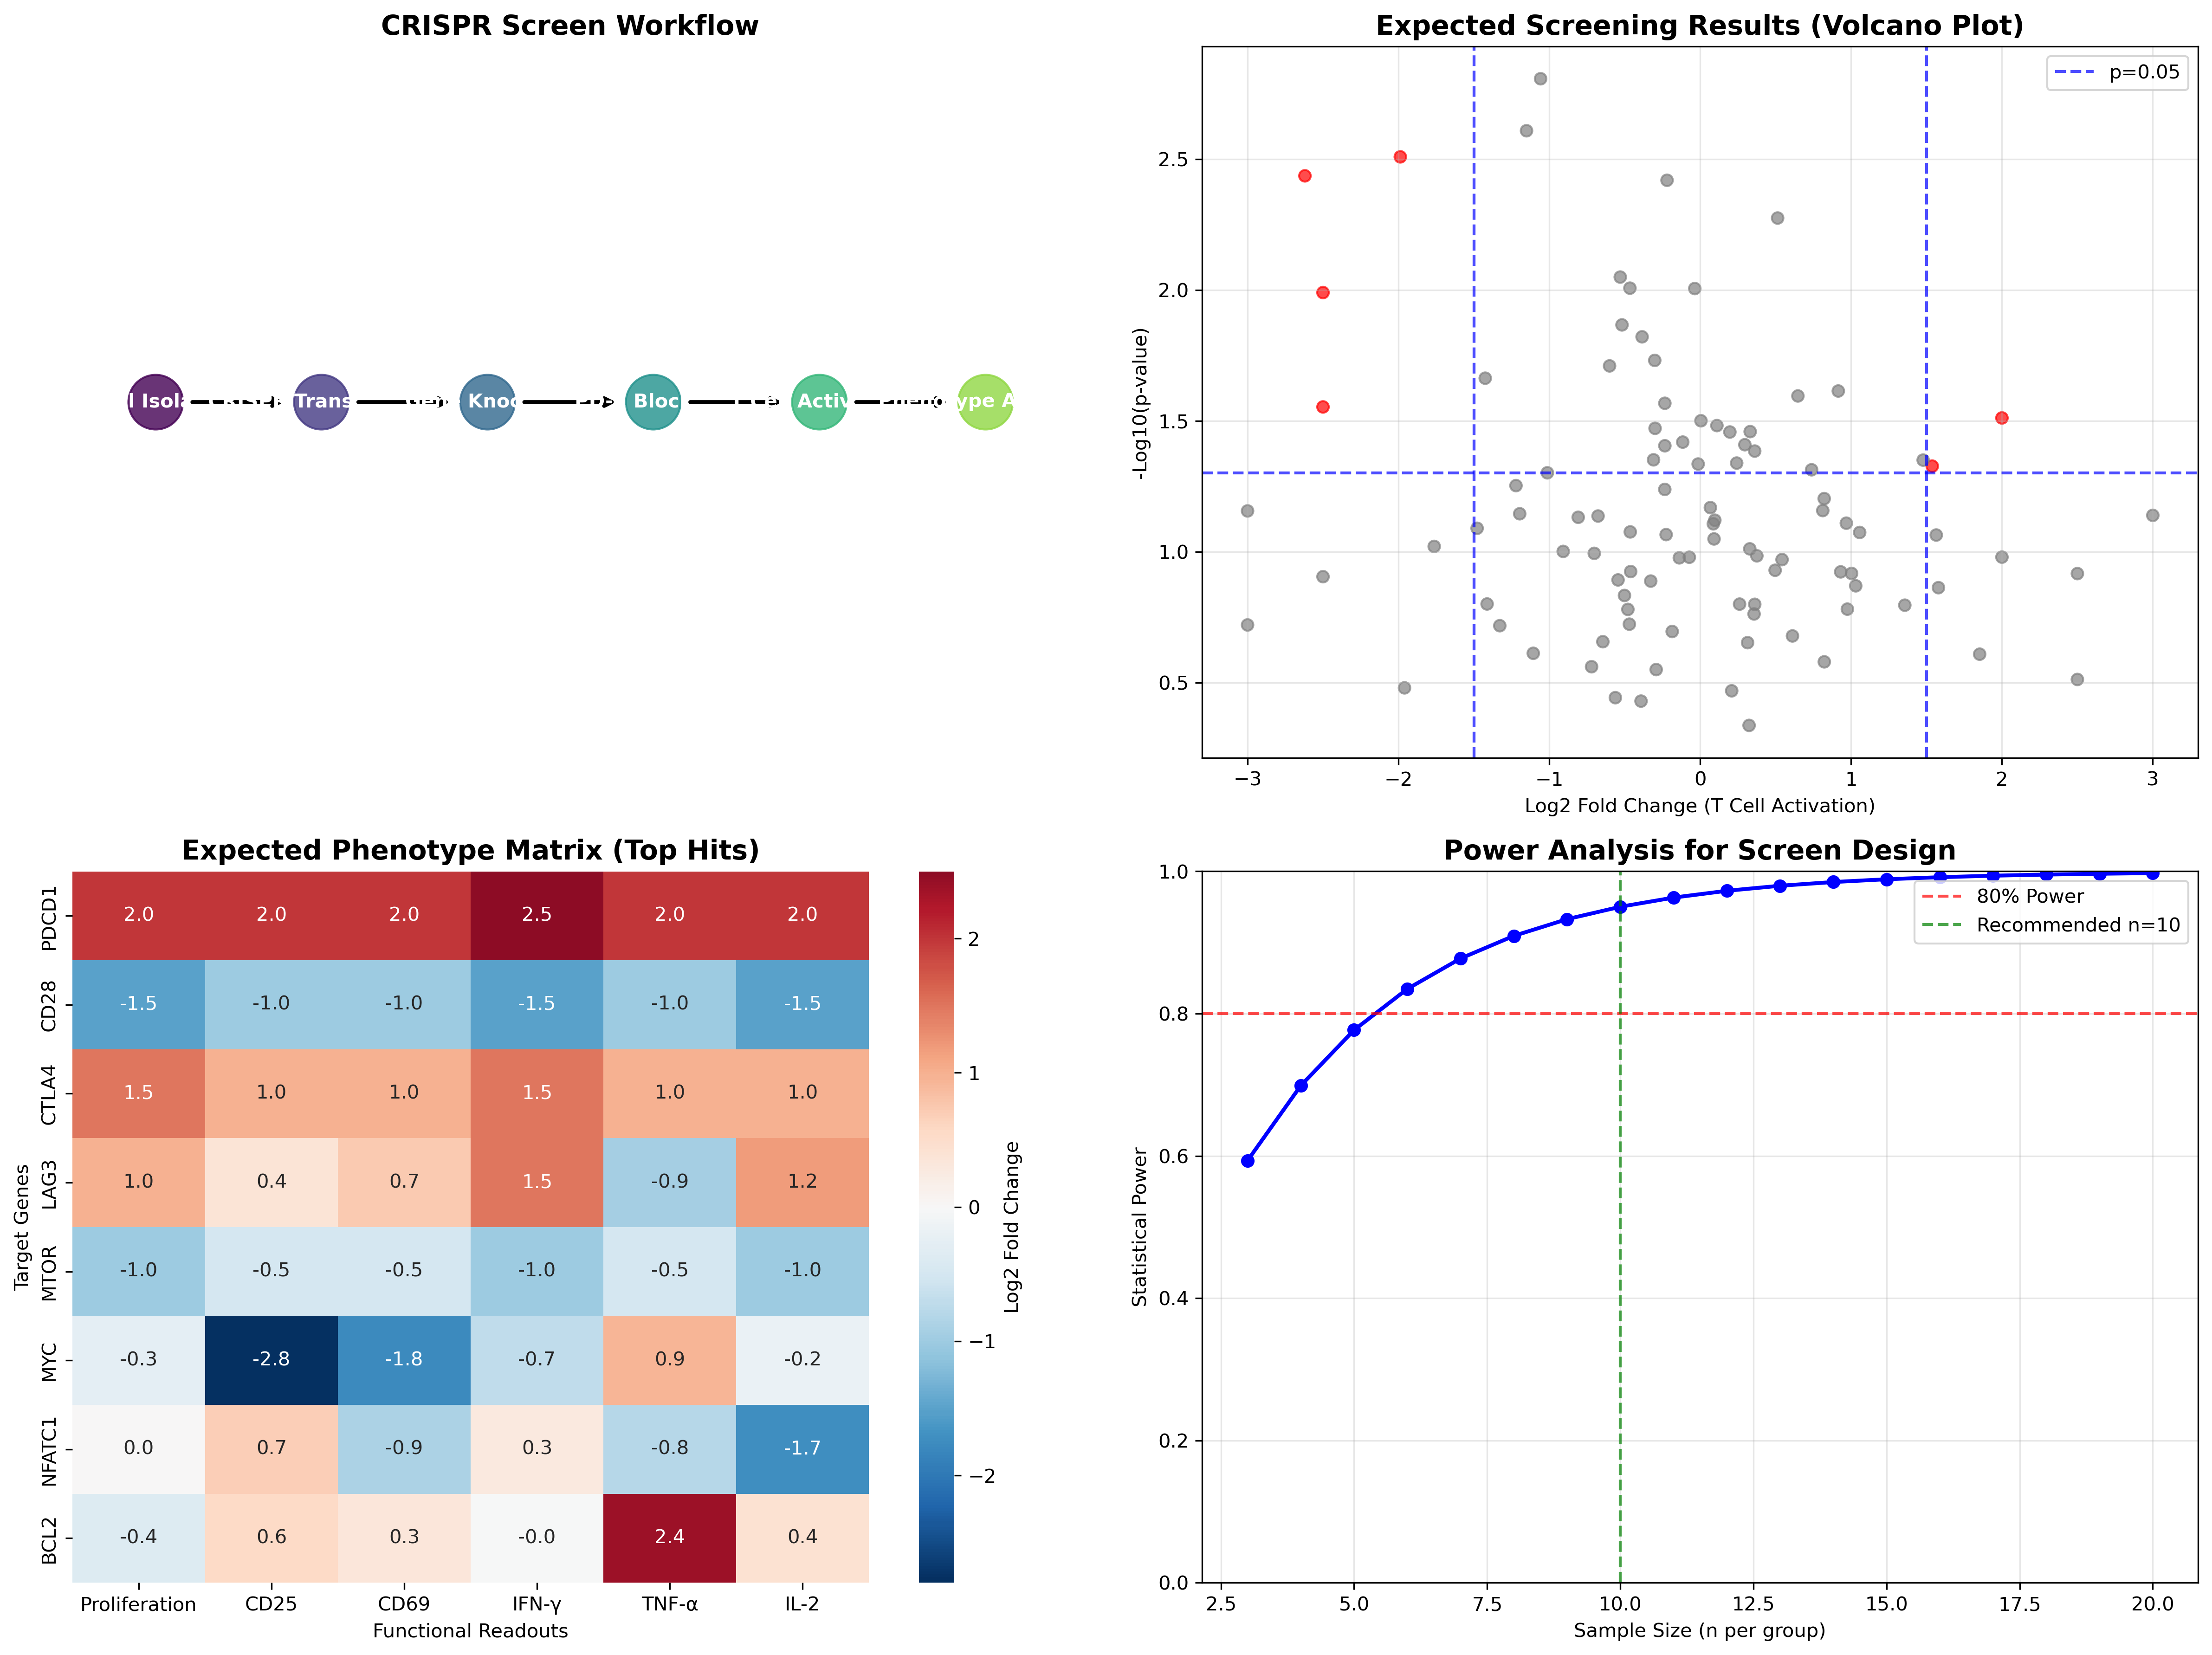 CRISPR Screen Workflow
l Isola
Trans
Knoc
Bloc
Activ
ype A
Expected Screening Results (Volcano Plot)
p=0.05
-Log10(p-value)
2.5
2.0
1.5
1.0
0.5
−3 −2 −1 0 1 2 3
Log2 Fold Change (T Cell Activation)
Expected Phenotype Matrix (Top Hits)
Target Genes
PDCD1 2.0 2.0 2.0 2.5 2.0 2.0
CD28 -1.5 -1.0 -1.0 -1.5 -1.0 -1.5
CTLA4 1.5 1.0 1.0 1.5 1.0 1.0
LAG3 1.0 0.4 0.7 1.5 -0.9 1.2
MTOR -1.0 -0.5 -0.5 -1.0 -0.5 -1.0
MYC -0.3 -2.8 -1.8 -0.7 0.9 -0.2
NFATC1 0.0 0.7 -0.9 0.3 -0.8 -1.7
BCL2 -0.4 0.6 0.3 -0.0 2.4 0.4
Proliferation CD25 CD69 IFN-γ TNF-α IL-2
Functional Readouts
2
1
0
−1
−2
Log2 Fold Change
Power Analysis for Screen Design
80% Power
Recommended n=10
Statistical Power
1.0
0.8
0.6
0.4
0.2
0.0
2.5 5.0 7.5 10.0 12.5 15.0 17.5 20.0
Sample Size (n per group)